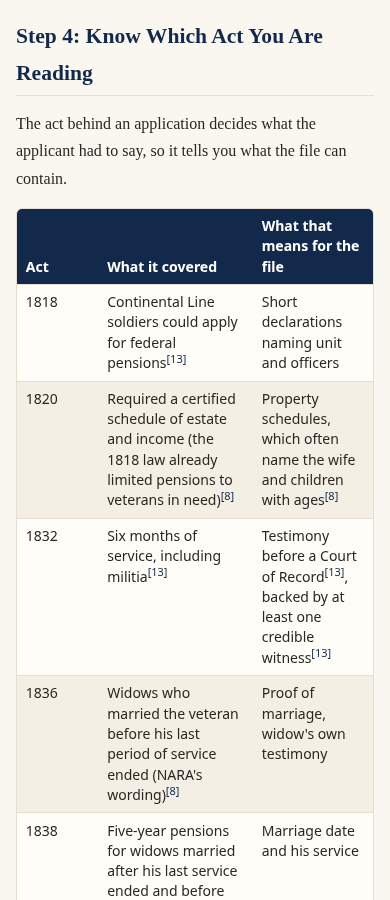 Step 4: Know Which Act You Are
Reading
The act behind an application decides what the
applicant had to say, so it tells you what the file can
contain.
Act
What it covered
What that
means for the
file
1818
Continental Line
soldiers could apply
for federal
pensions[13]
Short
declarations
naming unit
and officers
1820
Required a certified
schedule of estate
and income (the
1818 law already
limited pensions to
veterans in need)[8]
Property
schedules,
which often
name the wife
and children
with ages[8]
1832
Six months of
service, including
militia[13]
Testimony
before a Court
of Record[13],
backed by at
least one
credible
witness[13]
1836
Widows who
married the veteran
before his last
period of service
ended (NARA's
wording)[8]
Proof of
marriage,
widow's own
testimony
1838
Five-year pensions
for widows married
after his last service
ended and before
Marriage date
and his service